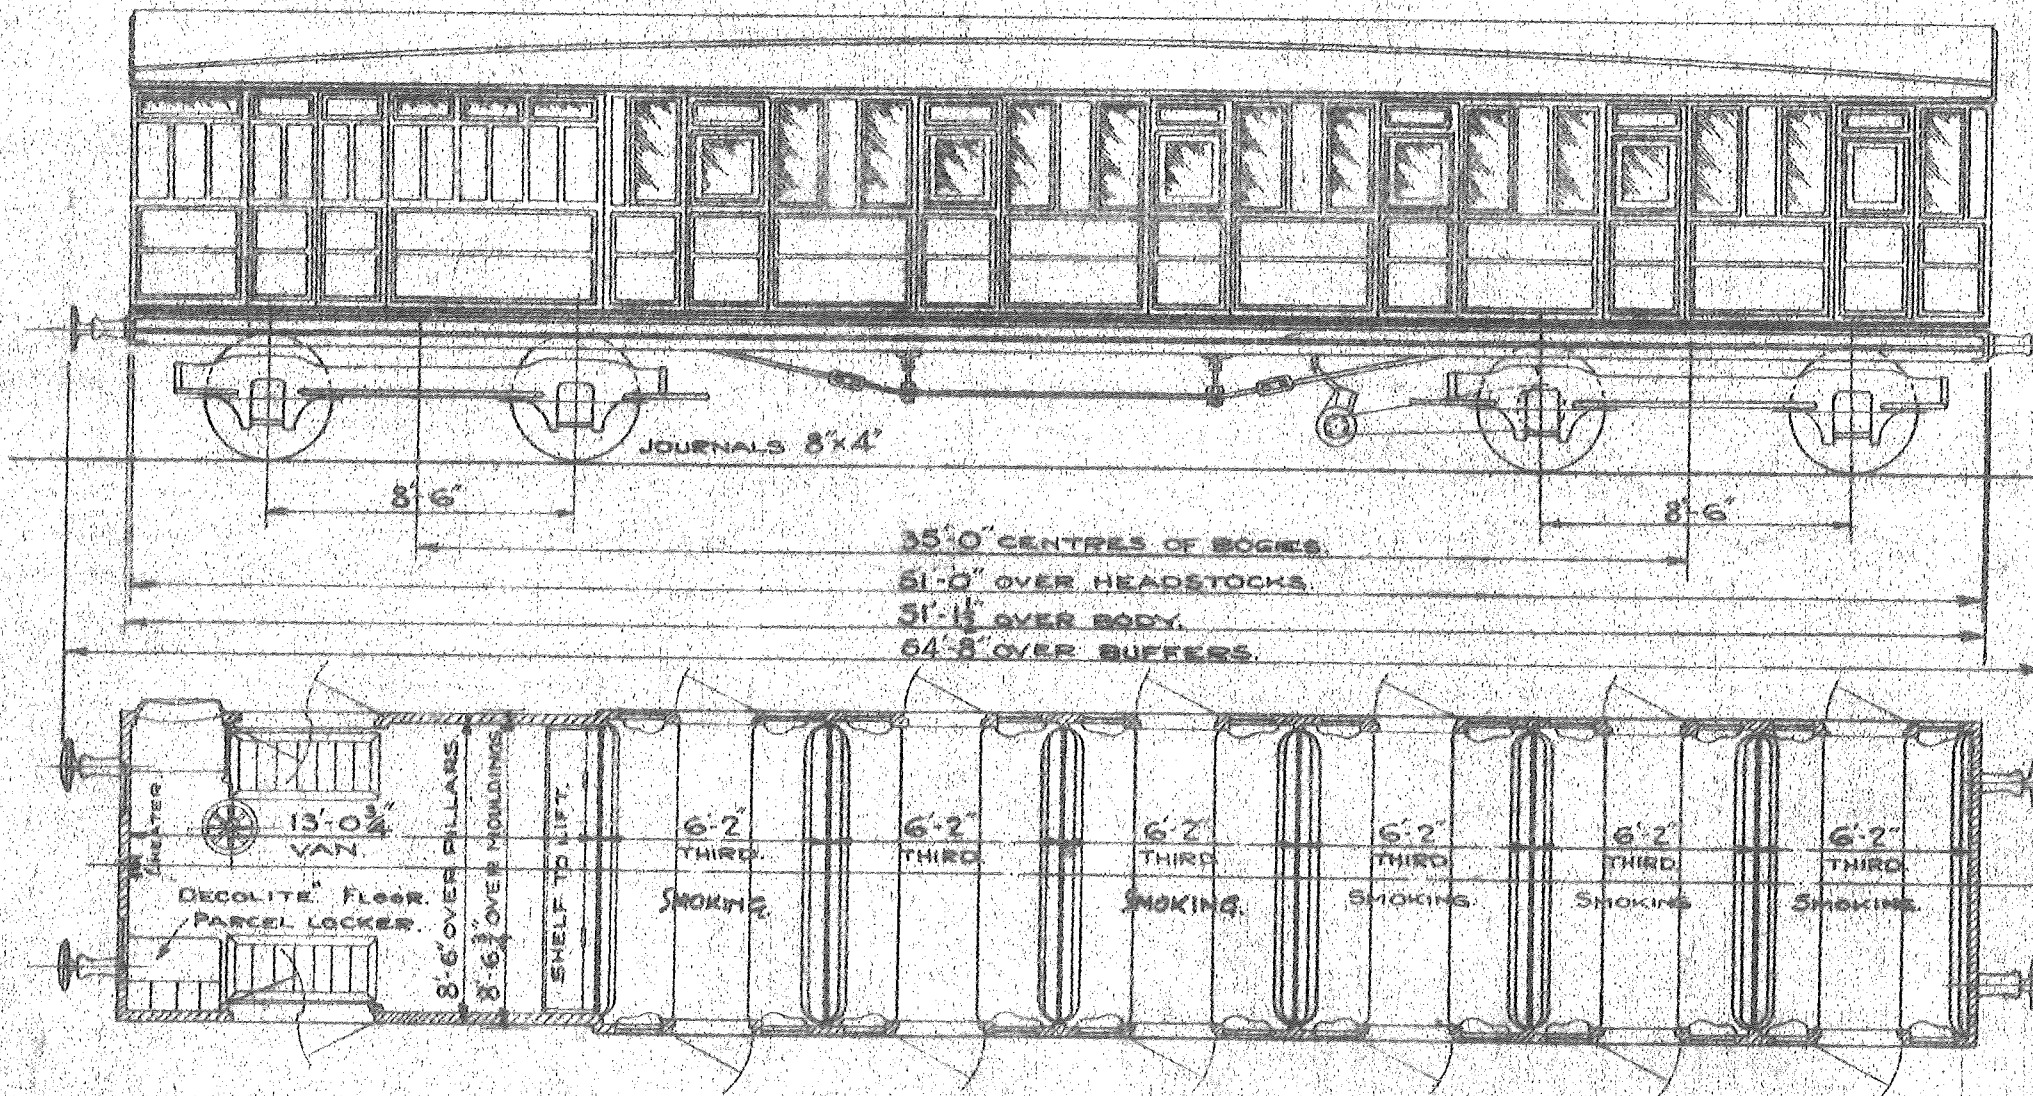 JOURNALS 8"×4"
8'-6"
8'-6"
35'-0" CENTRES OF BOGIES.
51'-0" OVER HEADSTOCKS.
51'-1½" OVER BODY.
54'-8" OVER BUFFERS.
HEATER
13'-0¾"
VAN.
DECOLITE" FLOOR.
PARCEL LOCKER.
8'-6" OVER PILLARS
8'-6¾" OVER MOULDINGS
SHELF TO LIFT.
6'-2"
THIRD.
SMOKING.
6'-2"
THIRD.
6'-2"
THIRD
SMOKING.
6'-2"
THIRD
SMOKING.
6'-2"
THIRD.
SMOKING
6'-2"
THIRD.
SMOKING.